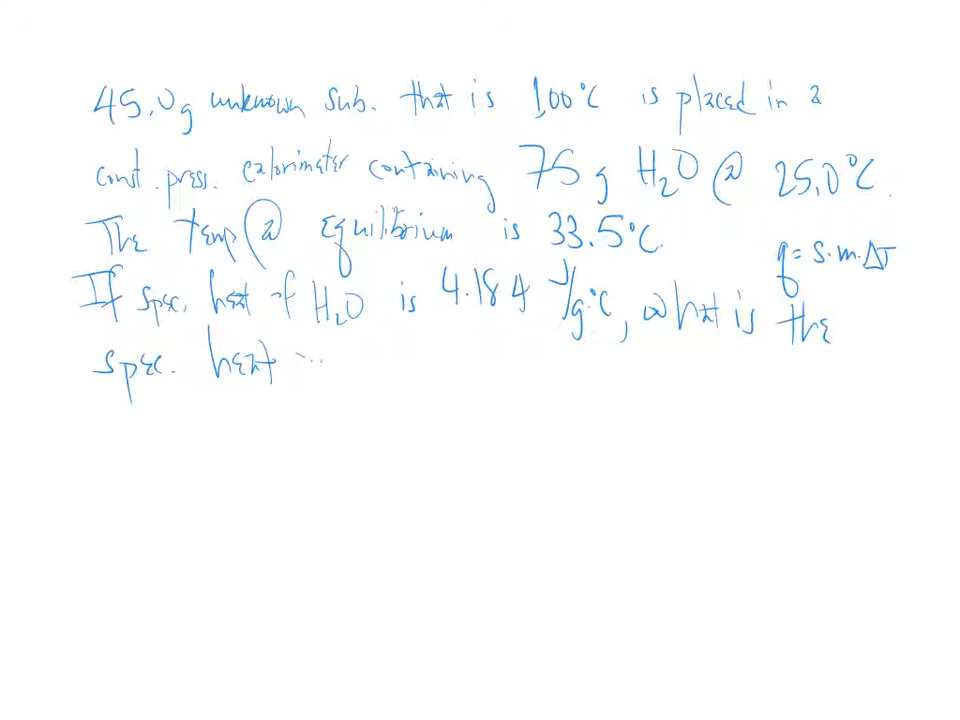 45.0g unknown sub. that is 100°C is placed in a
const. press. calorimeter containing 75 g H2O @ 25.0°C.
The temp @ equilibrium is 33.5°C.
q = s·m·ΔT
If spec. heat of H2O is 4.184 J/g·°C, what is the
spec. heat ...